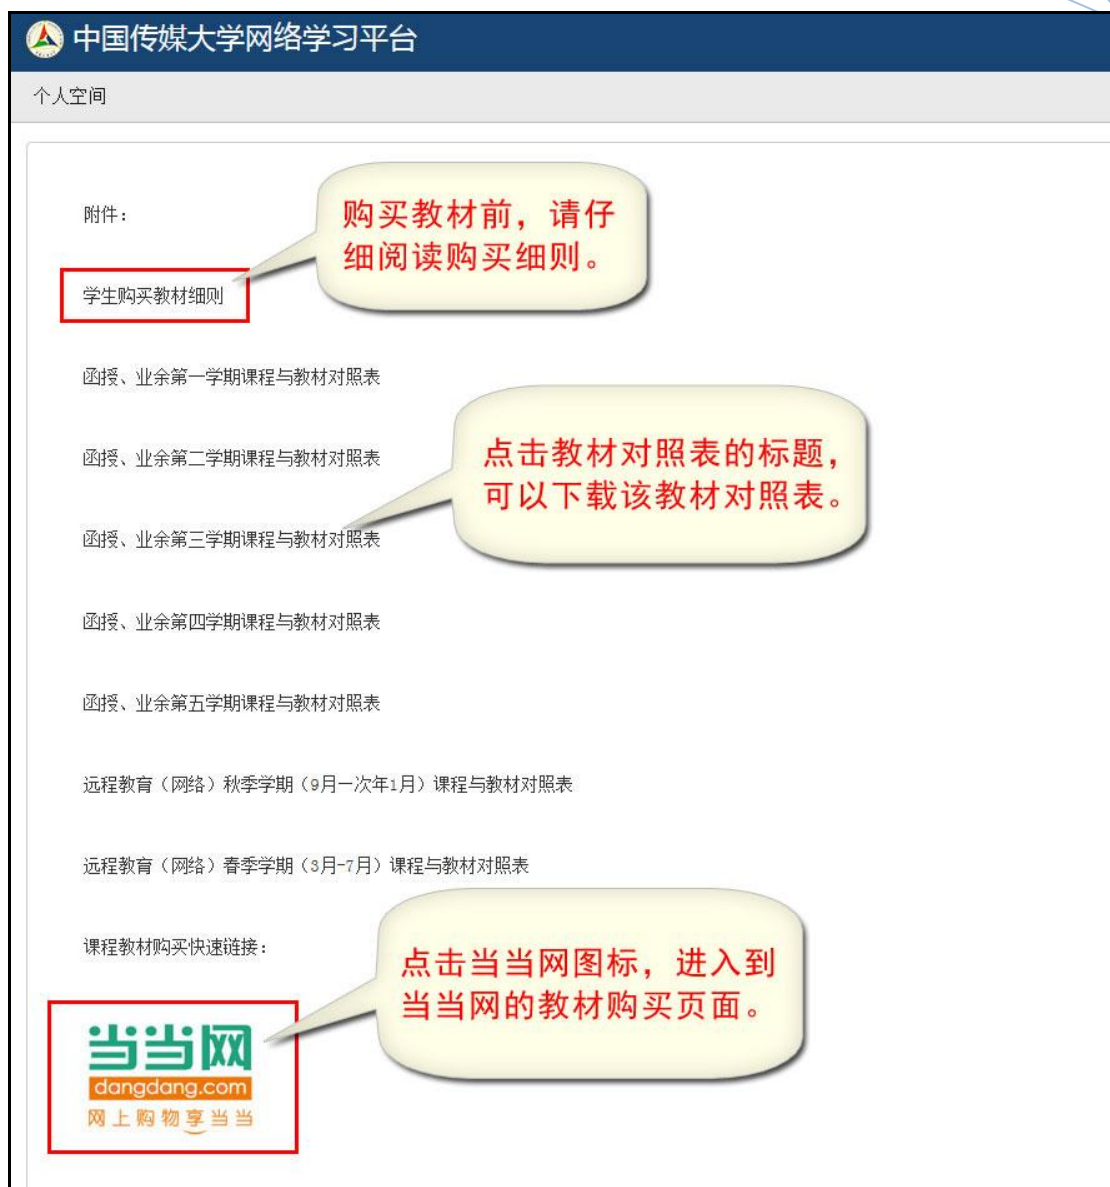 中国传媒大学网络学习平台
个人空间
附件：
购买教材前，请仔
细阅读购买细则。
学生购买教材细则
函授、业余第一学期课程与教材对照表
函授、业余第二学期课程与教材对照表
点击教材对照表的标题，
可以下载该教材对照表。
函授、业余第三学期课程与教材对照表
函授、业余第四学期课程与教材对照表
函授、业余第五学期课程与教材对照表
远程教育（网络）秋季学期（9月一次年1月）课程与教材对照表
远程教育（网络）春季学期（3月-7月）课程与教材对照表
课程教材购买快速链接：
点击当当网图标，进入到
当当网的教材购买页面。
当当网
dangdang.com
网上购物享当当